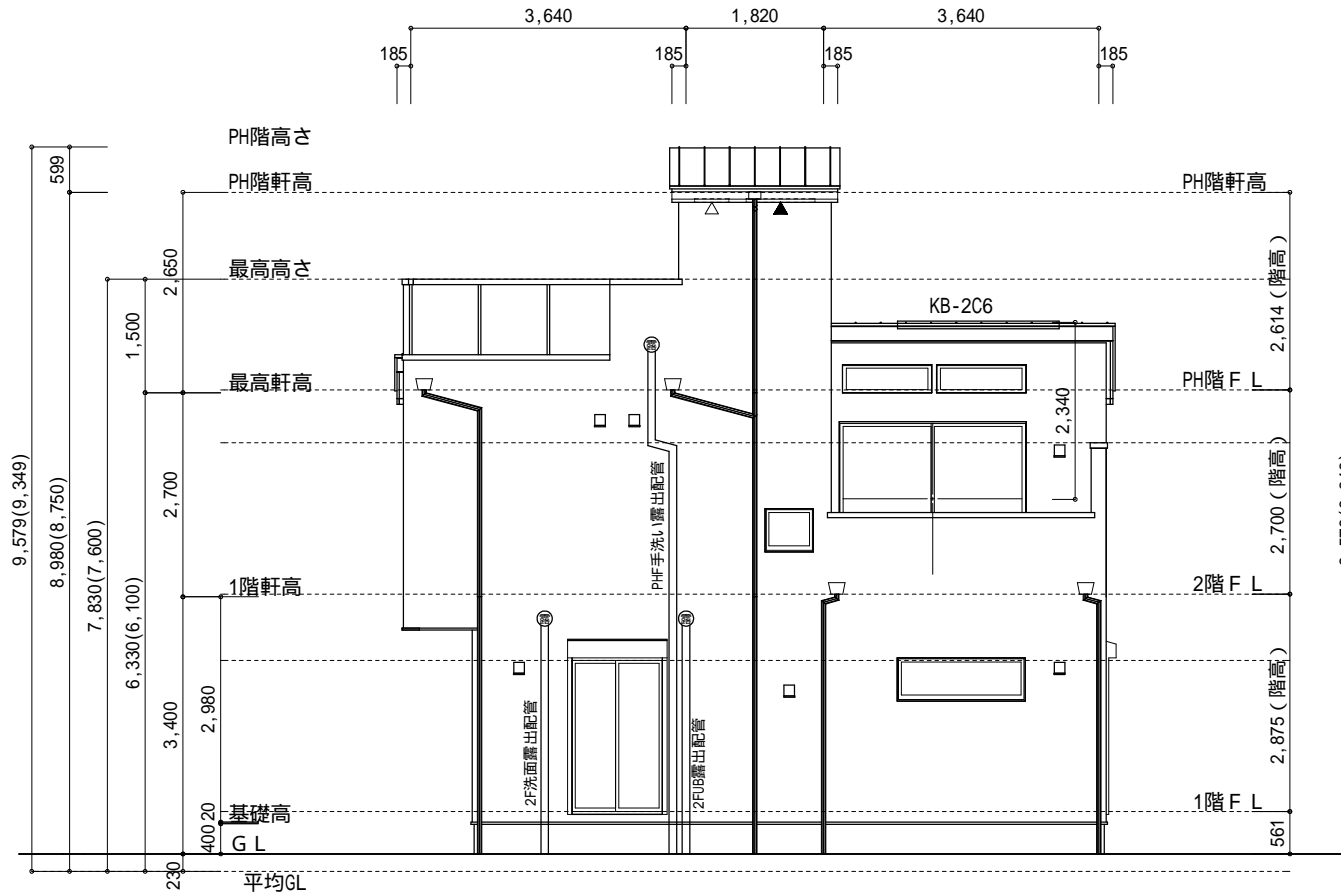 3,640
1,820
3,640
185
185
185
185
PH階高さ
599
PH階軒高
PH階軒高
2,650
最高高さ
2,614(階高)
KB-2C6
1,500
最高軒高
PH階FL
2,340
9,579(9,349)
8,980(8,750)
7,830(7,600)
6,330(6,100)
2,700
2,700(階高)
PHF手洗い露出配管
1階軒高
2階FL
露
露
露
3,400
2,980
2F洗面露出配管
2FUB露出配管
2,875(階高)
20
基礎高
1階FL
400
GL
561
230
平均GL